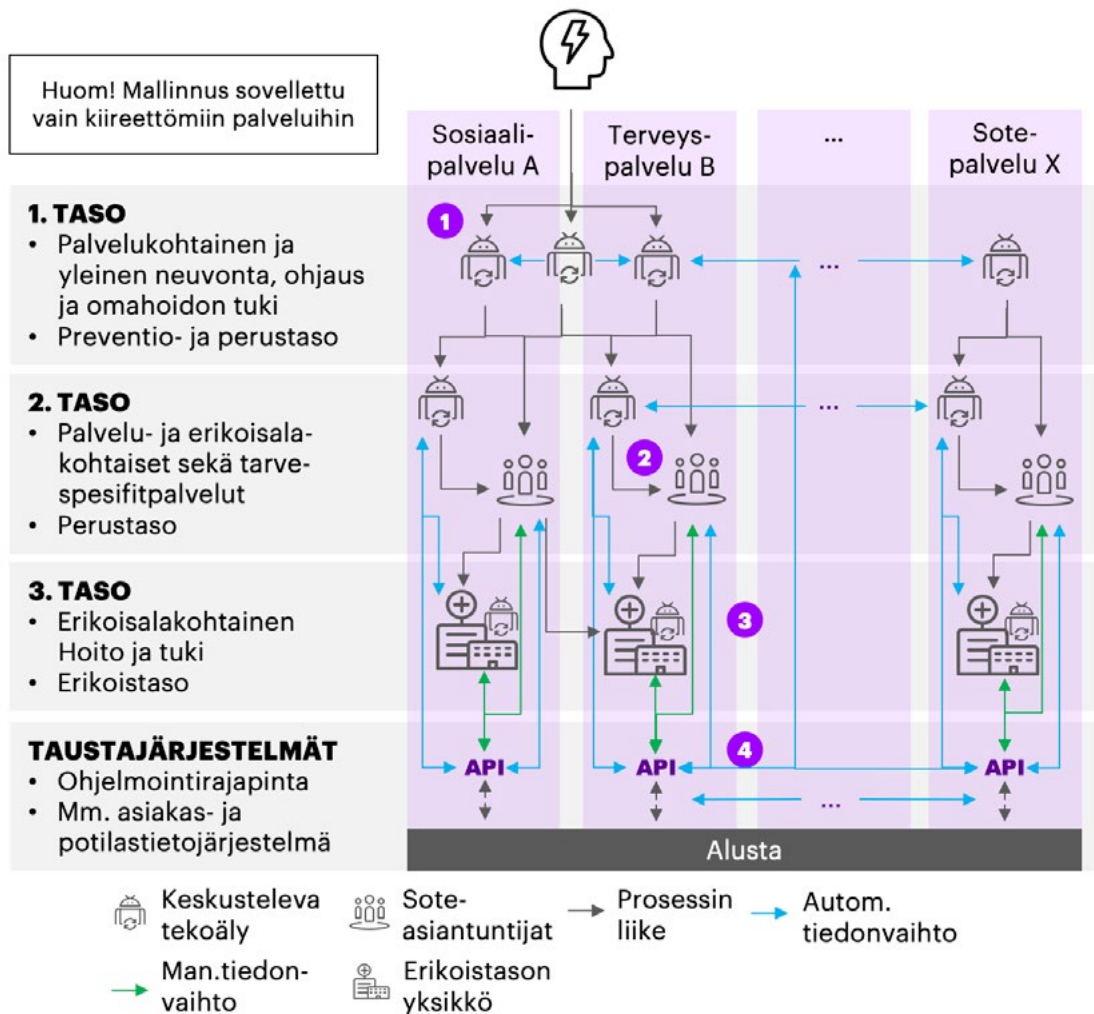 Huom! Mallinnus sovellettu
vain kiireettömiin palveluihin
Sosiaali-
palvelu A
Terveys-
palvelu B
...
Sote-
palvelu X
1. TASO
• Palvelukohtainen ja
yleinen neuvonta, ohjaus
ja omahoidon tuki
• Preventio- ja perustaso
1
...
2. TASO
• Palvelu- ja erikoisala-
kohtaiset sekä tarve-
spesifitpalvelut
• Perustaso
...
2
3. TASO
• Erikoisalakohtainen
Hoito ja tuki
• Erikoistaso
3
TAUSTAJÄRJESTELMÄT
• Ohjelmointirajapinta
• Mm. asiakas- ja
potilastietojärjestelmä
4
API
API
API
...
Alusta
Keskusteleva
tekoäly
Sote-
asiantuntijat
Prosessin
liike
Autom.
tiedonvaihto
Man.tiedon-
vaihto
Erikoistason
yksikkö